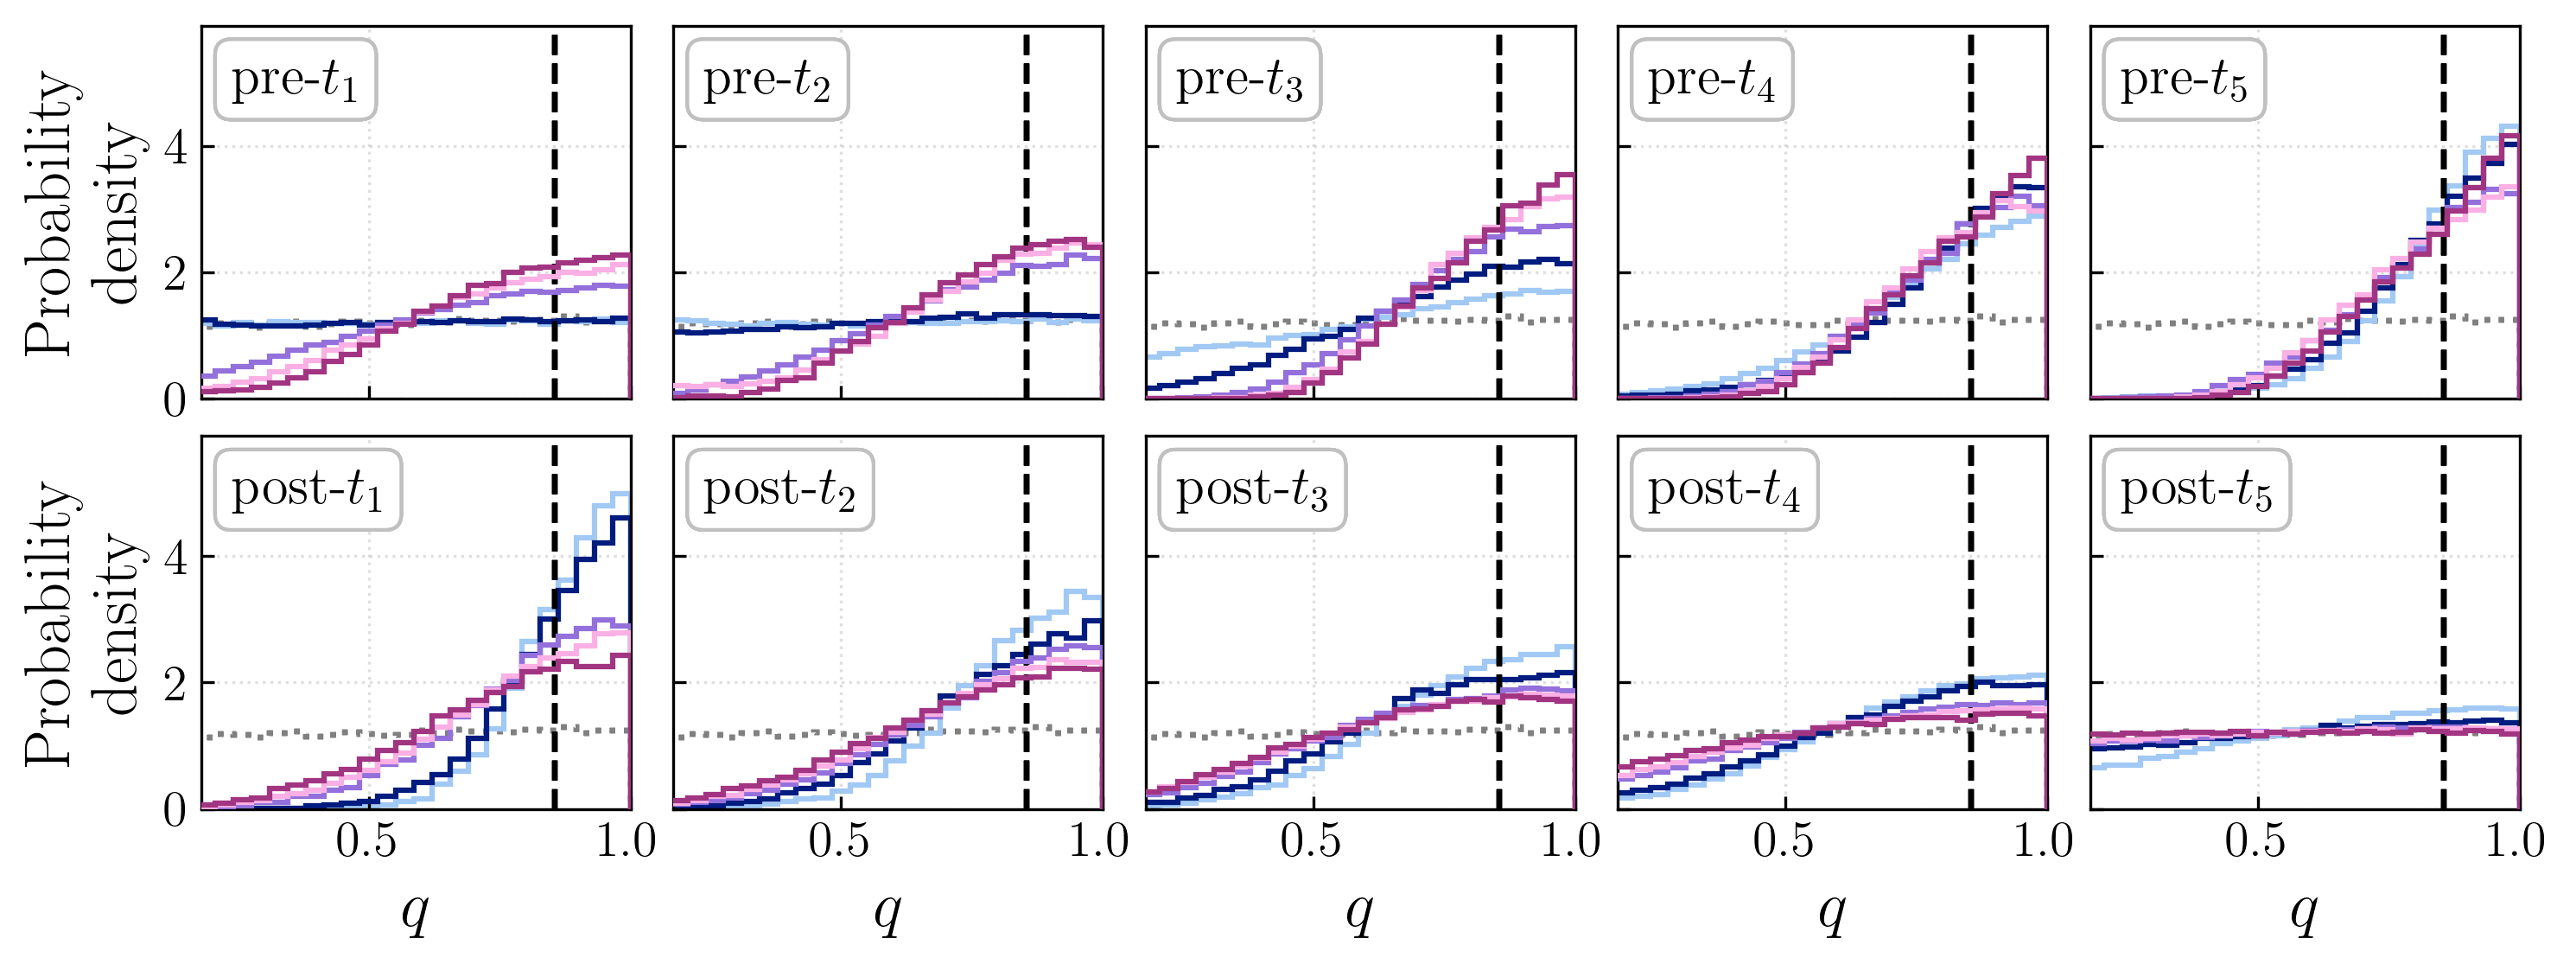 Probability
density
4
2
0
pre-t₁
pre-t₂
pre-t₃
pre-t₄
pre-t₅
Probability
density
4
2
0
post-t₁
post-t₂
post-t₃
post-t₄
post-t₅
0.5 1.0
0.5 1.0
0.5 1.0
0.5 1.0
0.5 1.0
q
q
q
q
q